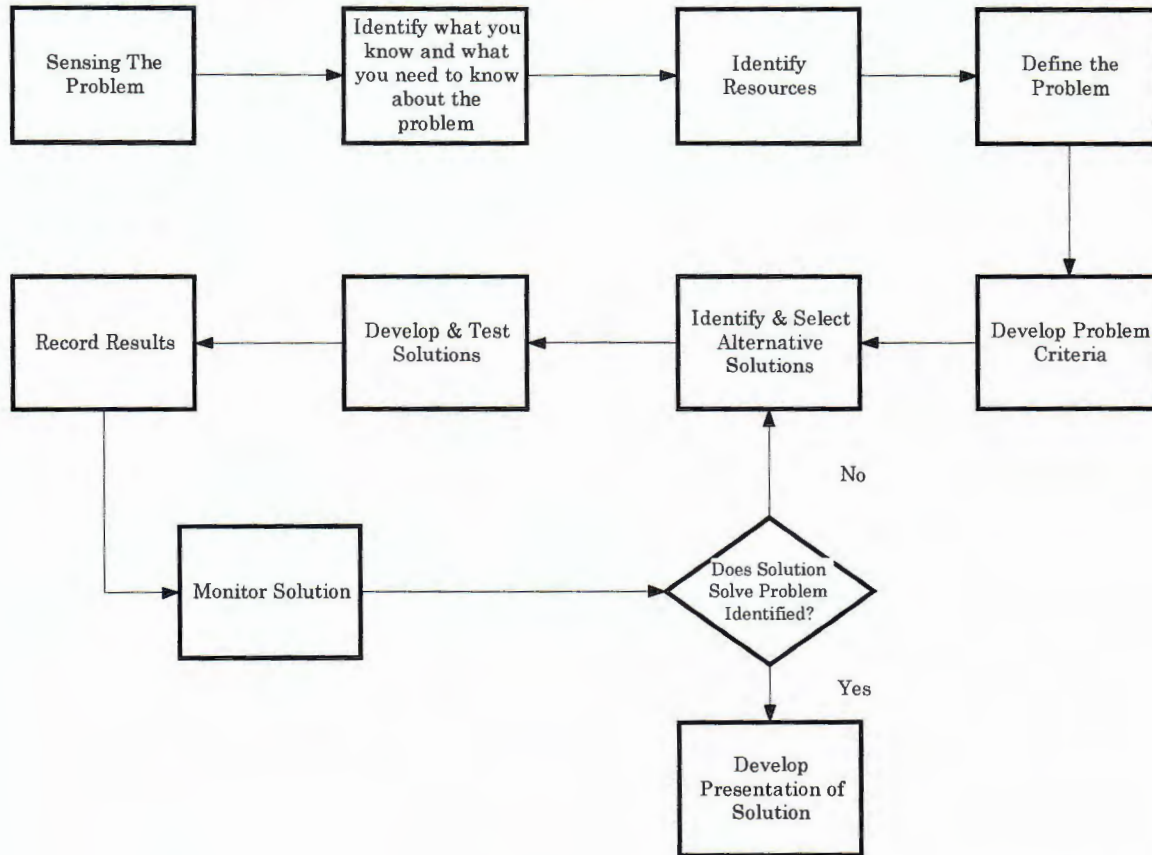 Sensing The
Problem
Identify what you
know and what
you need to know
about the
problem
Identify
Resources
Define the
Problem
Record Results
Develop & Test
Solutions
Identify & Select
Alternative
Solutions
Develop Problem
Criteria
No
Monitor Solution
Does Solution
Solve Problem
Identified?
Yes
Develop
Presentation of
Solution